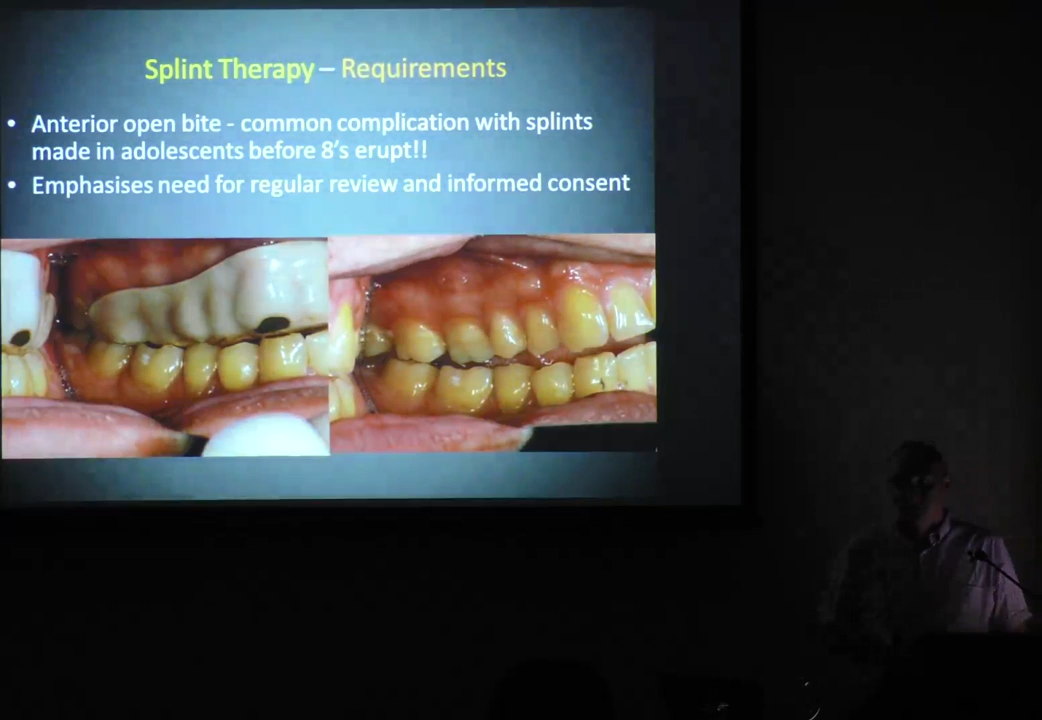 Splint Therapy – Requirements
• Anterior open bite - common complication with splints
made in adolescents before 8's erupt!!
• Emphasises need for regular review and informed consent